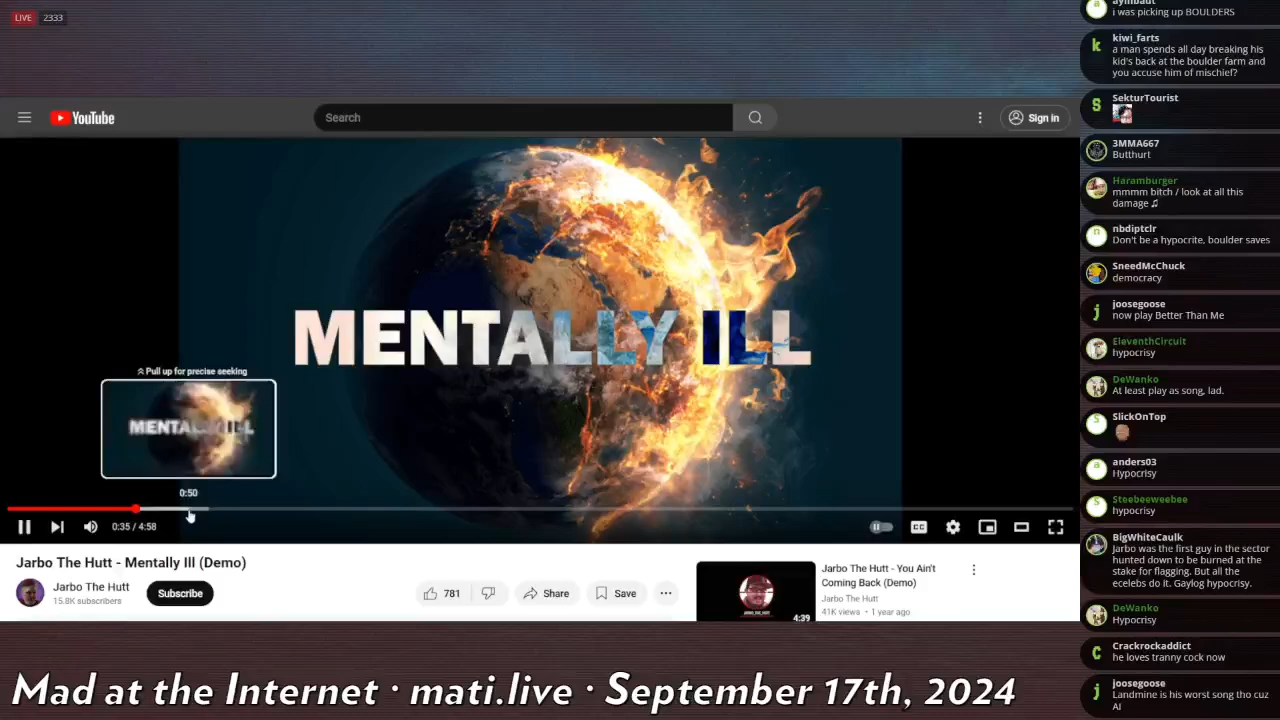 LIVE 2333
YouTube
Search
Sign in
MENTALLY ILL
Pull up for precise seeking
MENTALLY ILL
0:50
0:35 / 4:58
CC
Jarbo The Hutt - Mentally Ill (Demo)
Jarbo The Hutt
15.8K subscribers
Subscribe
781
Share
Save
Jarbo The Hutt - You Ain't
Coming Back (Demo)
Jarbo The Hutt
41K views • 1 year ago
4:39
i was picking up BOULDERS
kiwi_farts
a man spends all day breaking his
kid's back at the boulder farm and
you accuse him of mischief?
SekturTourist
3MMA667
Butthurt
Haramburger
mmmm bitch / look at all this
damage ♫
nbdiptclr
Don't be a hypocrite, boulder saves
SneedMcChuck
democracy
joosegoose
now play Better Than Me
EleventhCircuit
hypocrisy
DeWanko
At least play as song, lad.
SlickOnTop
anders03
Hypocrisy
Steebeeweebee
hypocrisy
BigWhiteCaulk
Jarbo was the first guy in the sector
hunted down to be burned at the
stake for flagging. But all the
ecelebs do it. Gaylog hypocrisy.
DeWanko
Hypocrisy
Crackrockaddict
he loves tranny cock now
joosegoose
Landmine is his worst song tho cuz
AI
Mad at the Internet · mati.live · September 17th, 2024